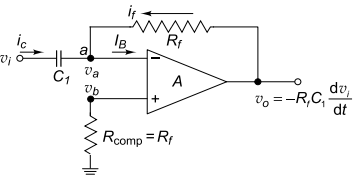 i_f
R_f
i_c
a
I_B
v_i
C_1
v_a
−
A
v_b
+
v_o = −R_f C_1 dv_i/dt
R_comp = R_f